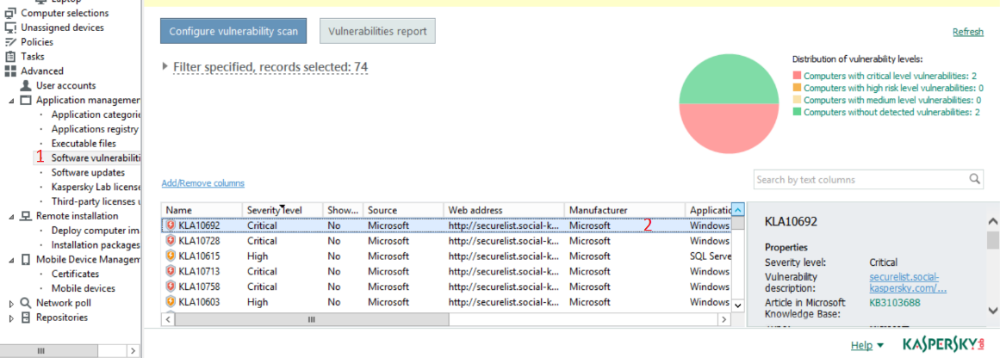 Laptop
Computer selections
Unassigned devices
Policies
Tasks
Advanced
User accounts
Application managemen
Application categorie
Applications registry
Executable files
1 Software vulnerabiliti
Software updates
Kaspersky Lab license
Third-party licenses u
Remote installation
Deploy computer im
Installation packages
Mobile Device Managem
Certificates
Mobile devices
Network poll
Repositories
Configure vulnerability scan
Vulnerabilities report
Refresh
Filter specified, records selected: 74
Distribution of vulnerability levels:
Computers with critical level vulnerabilities: 2
Computers with high risk level vulnerabilities: 0
Computers with medium level vulnerabilities: 0
Computers without detected vulnerabilities: 2
Add/Remove columns
Search by text columns
Name Severity level Show... Source Web address Manufacturer Applicatic
KLA10692 Critical No Microsoft http://securelist.social-k... Microsoft 2 Windows
KLA10728 Critical No Microsoft http://securelist.social-k... Microsoft Windows
KLA10615 High No Microsoft http://securelist.social-k... Microsoft SQL Serve
KLA10713 Critical No Microsoft http://securelist.social-k... Microsoft Windows
KLA10758 Critical No Microsoft http://securelist.social-k... Microsoft Windows
KLA10603 High No Microsoft http://securelist.social-k... Microsoft Windows
KLA10692
Properties
Severity level: Critical
Vulnerability description: securelist.social-kaspersky.com/...
Article in Microsoft Knowledge Base: KB3103688
Help
KASPERSKY lab